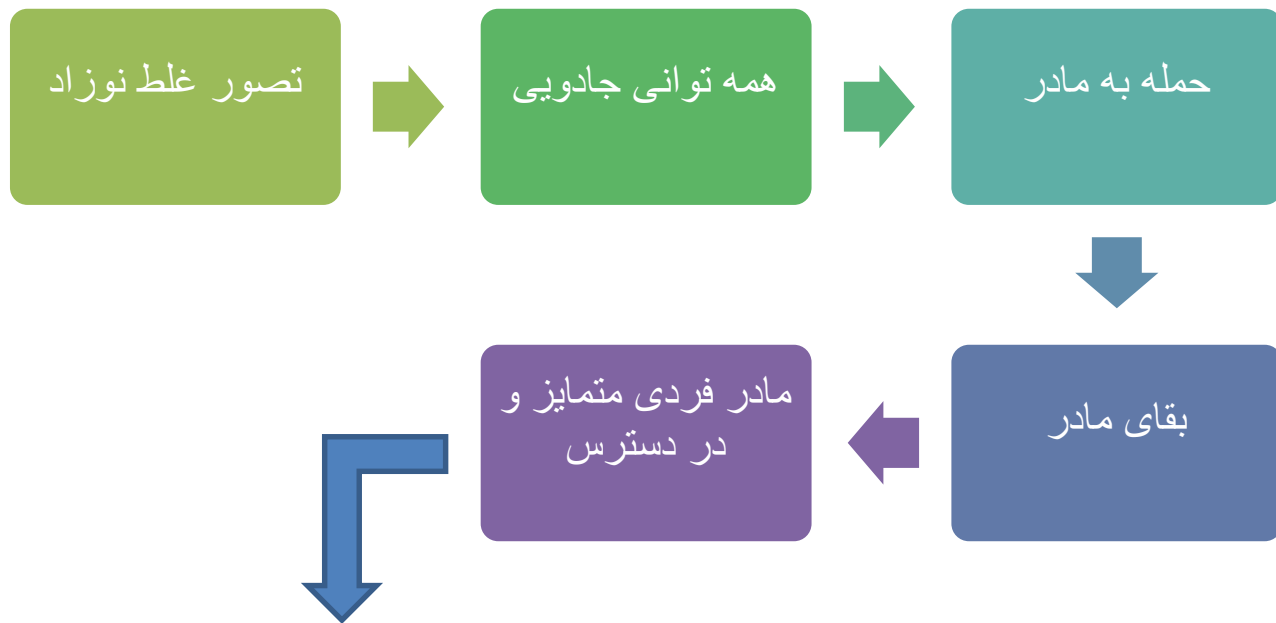 تصور غلط نوزاد
همه توانی جادویی
حمله به مادر
بقای مادر
مادر فردی متمایز و
در دسترس